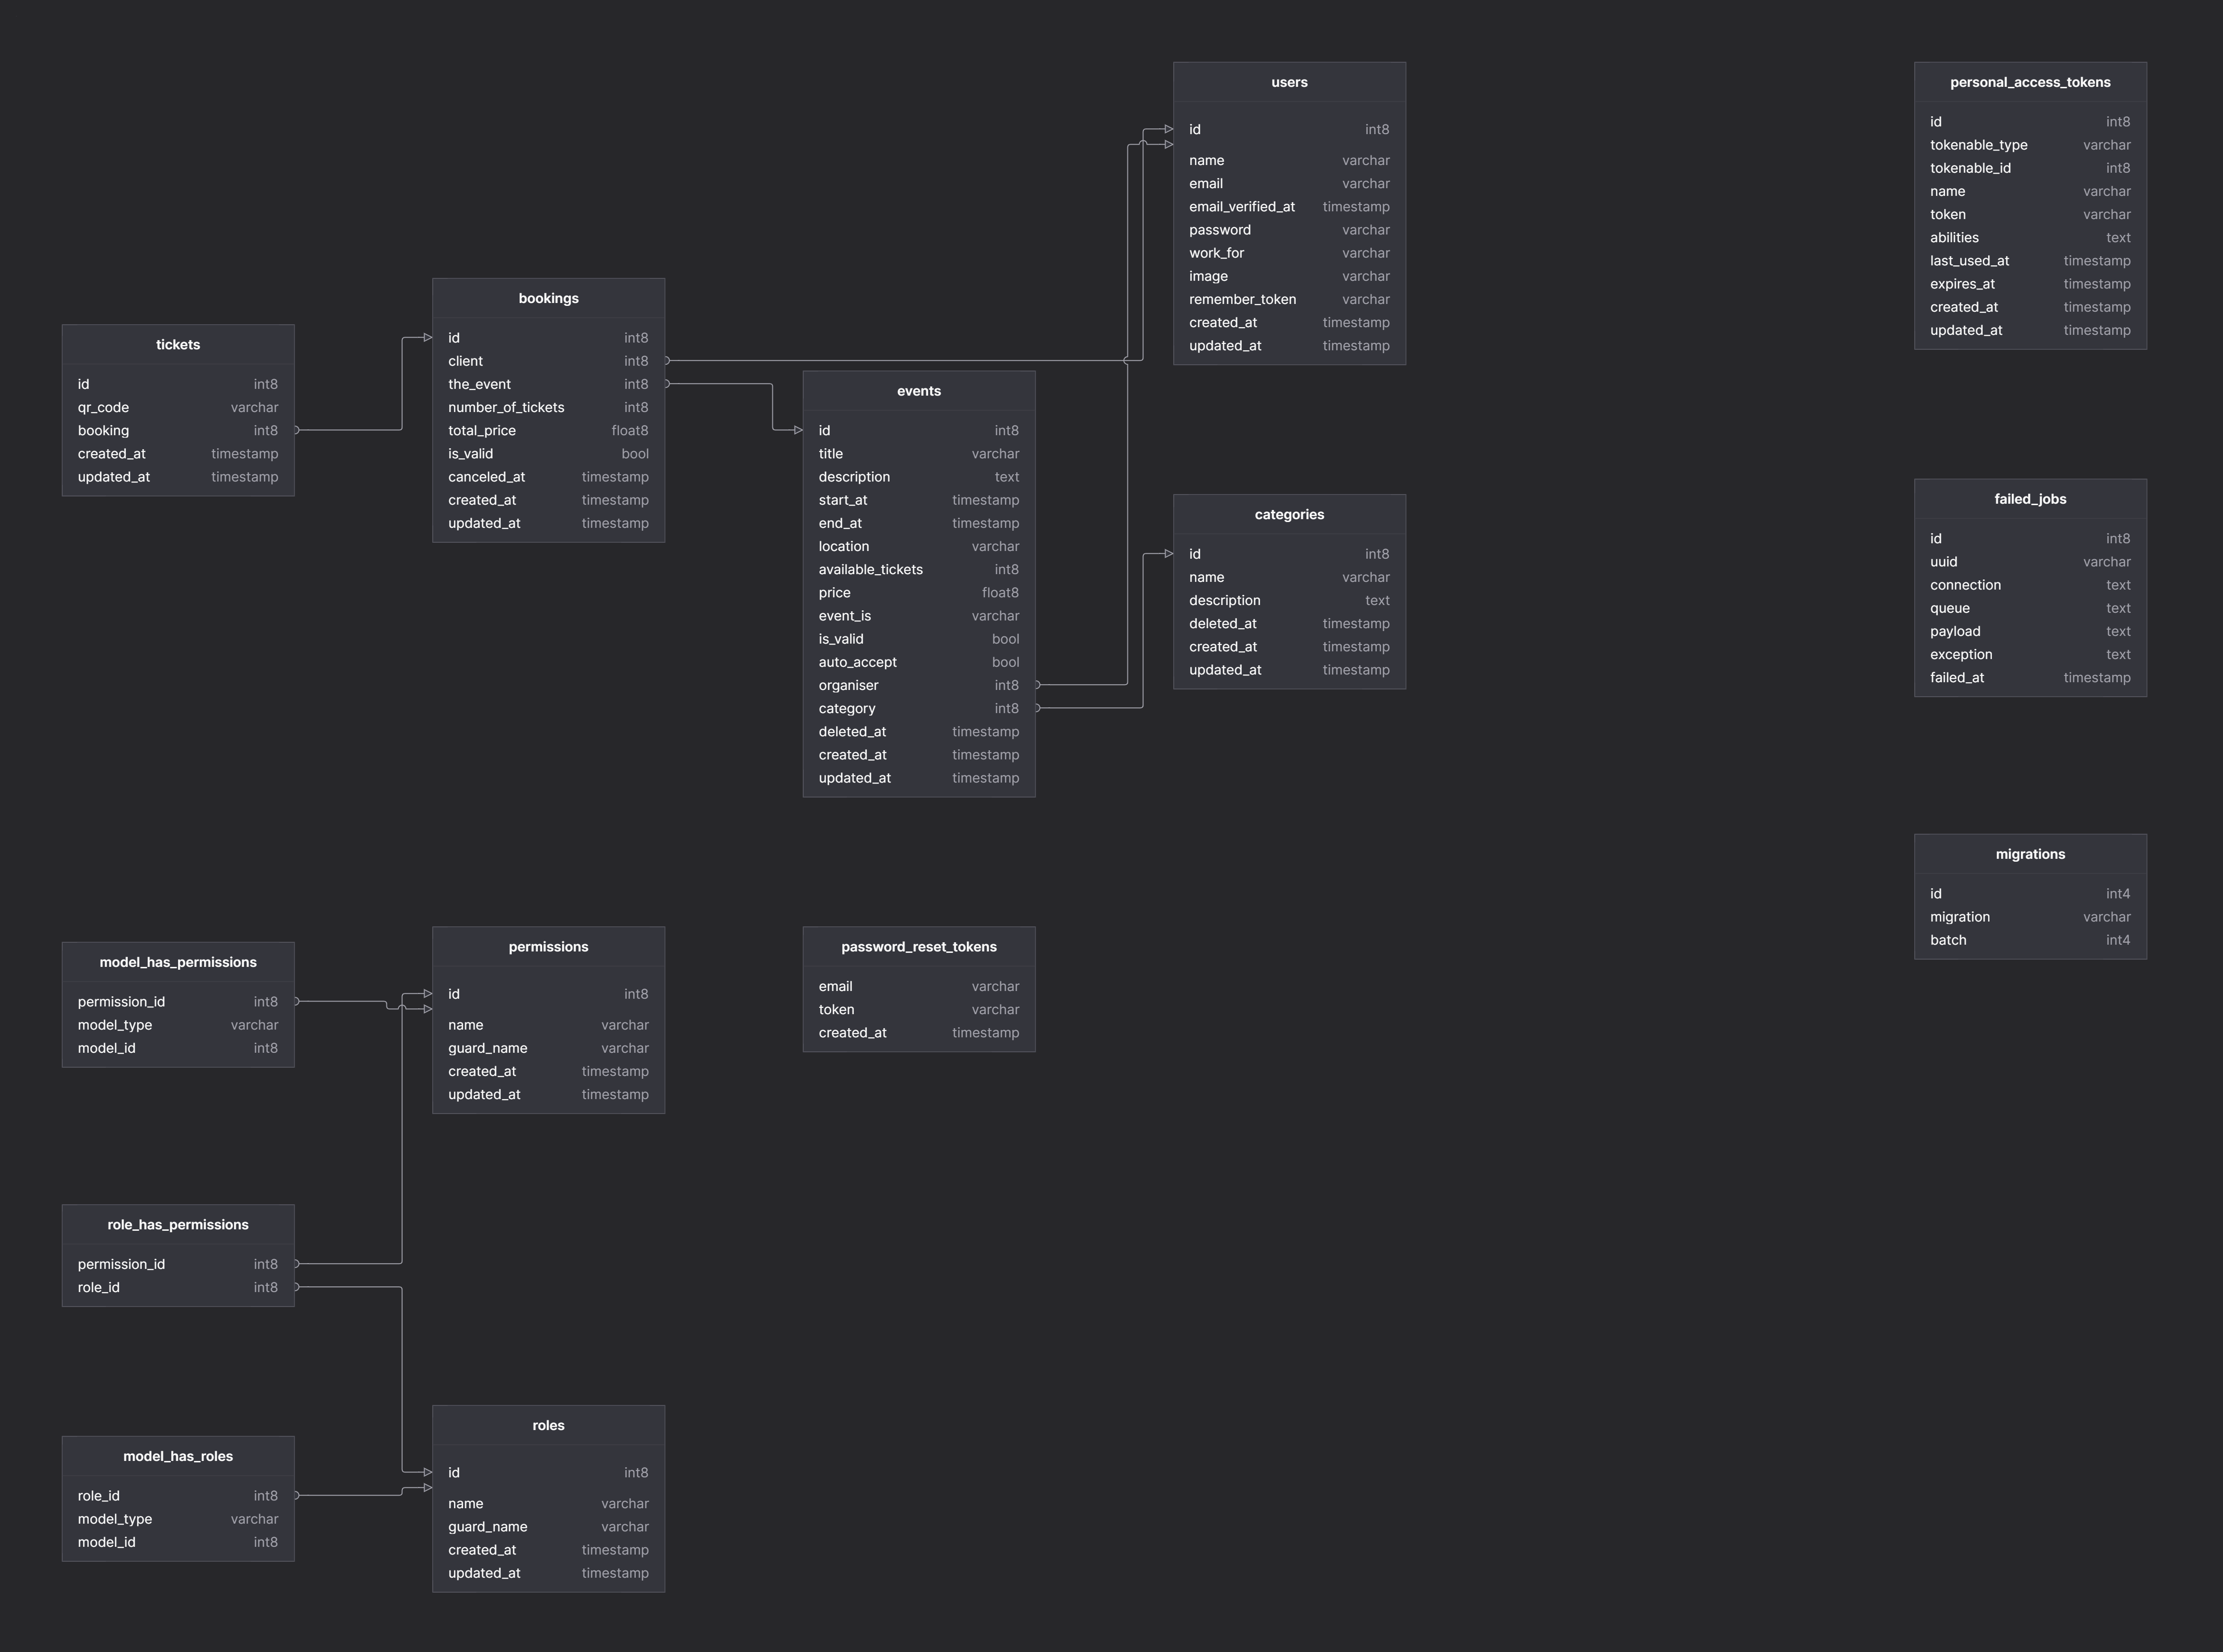 users
id int8
name varchar
email varchar
email_verified_at timestamp
password varchar
work_for varchar
image varchar
remember_token varchar
created_at timestamp
updated_at timestamp
personal_access_tokens
id int8
tokenable_type varchar
tokenable_id int8
name varchar
token varchar
abilities text
last_used_at timestamp
expires_at timestamp
created_at timestamp
updated_at timestamp
bookings
id int8
client int8
the_event int8
number_of_tickets int8
total_price float8
is_valid bool
canceled_at timestamp
created_at timestamp
updated_at timestamp
tickets
id int8
qr_code varchar
booking int8
created_at timestamp
updated_at timestamp
events
id int8
title varchar
description text
start_at timestamp
end_at timestamp
location varchar
available_tickets int8
price float8
event_is varchar
is_valid bool
auto_accept bool
organiser int8
category int8
deleted_at timestamp
created_at timestamp
updated_at timestamp
categories
id int8
name varchar
description text
deleted_at timestamp
created_at timestamp
updated_at timestamp
failed_jobs
id int8
uuid varchar
connection text
queue text
payload text
exception text
failed_at timestamp
migrations
id int4
migration varchar
batch int4
model_has_permissions
permission_id int8
model_type varchar
model_id int8
permissions
id int8
name varchar
guard_name varchar
created_at timestamp
updated_at timestamp
password_reset_tokens
email varchar
token varchar
created_at timestamp
role_has_permissions
permission_id int8
role_id int8
model_has_roles
role_id int8
model_type varchar
model_id int8
roles
id int8
name varchar
guard_name varchar
created_at timestamp
updated_at timestamp